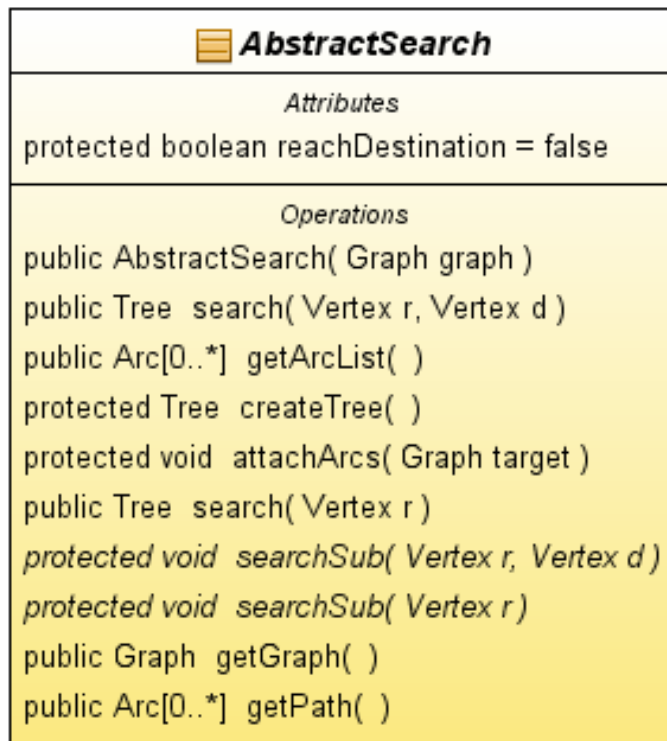 AbstractSearch
Attributes
protected boolean reachDestination = false
Operations
public AbstractSearch( Graph graph )
public Tree search( Vertex r, Vertex d )
public Arc[0..*] getArcList( )
protected Tree createTree( )
protected void attachArcs( Graph target )
public Tree search( Vertex r )
protected void searchSub( Vertex r, Vertex d )
protected void searchSub( Vertex r )
public Graph getGraph( )
public Arc[0..*] getPath( )